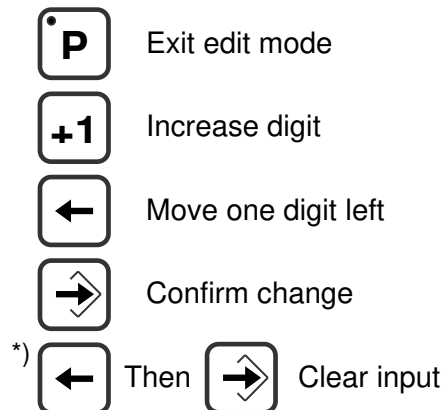 P Exit edit mode
+1 Increase digit
Move one digit left
Confirm change
*) Then Clear input